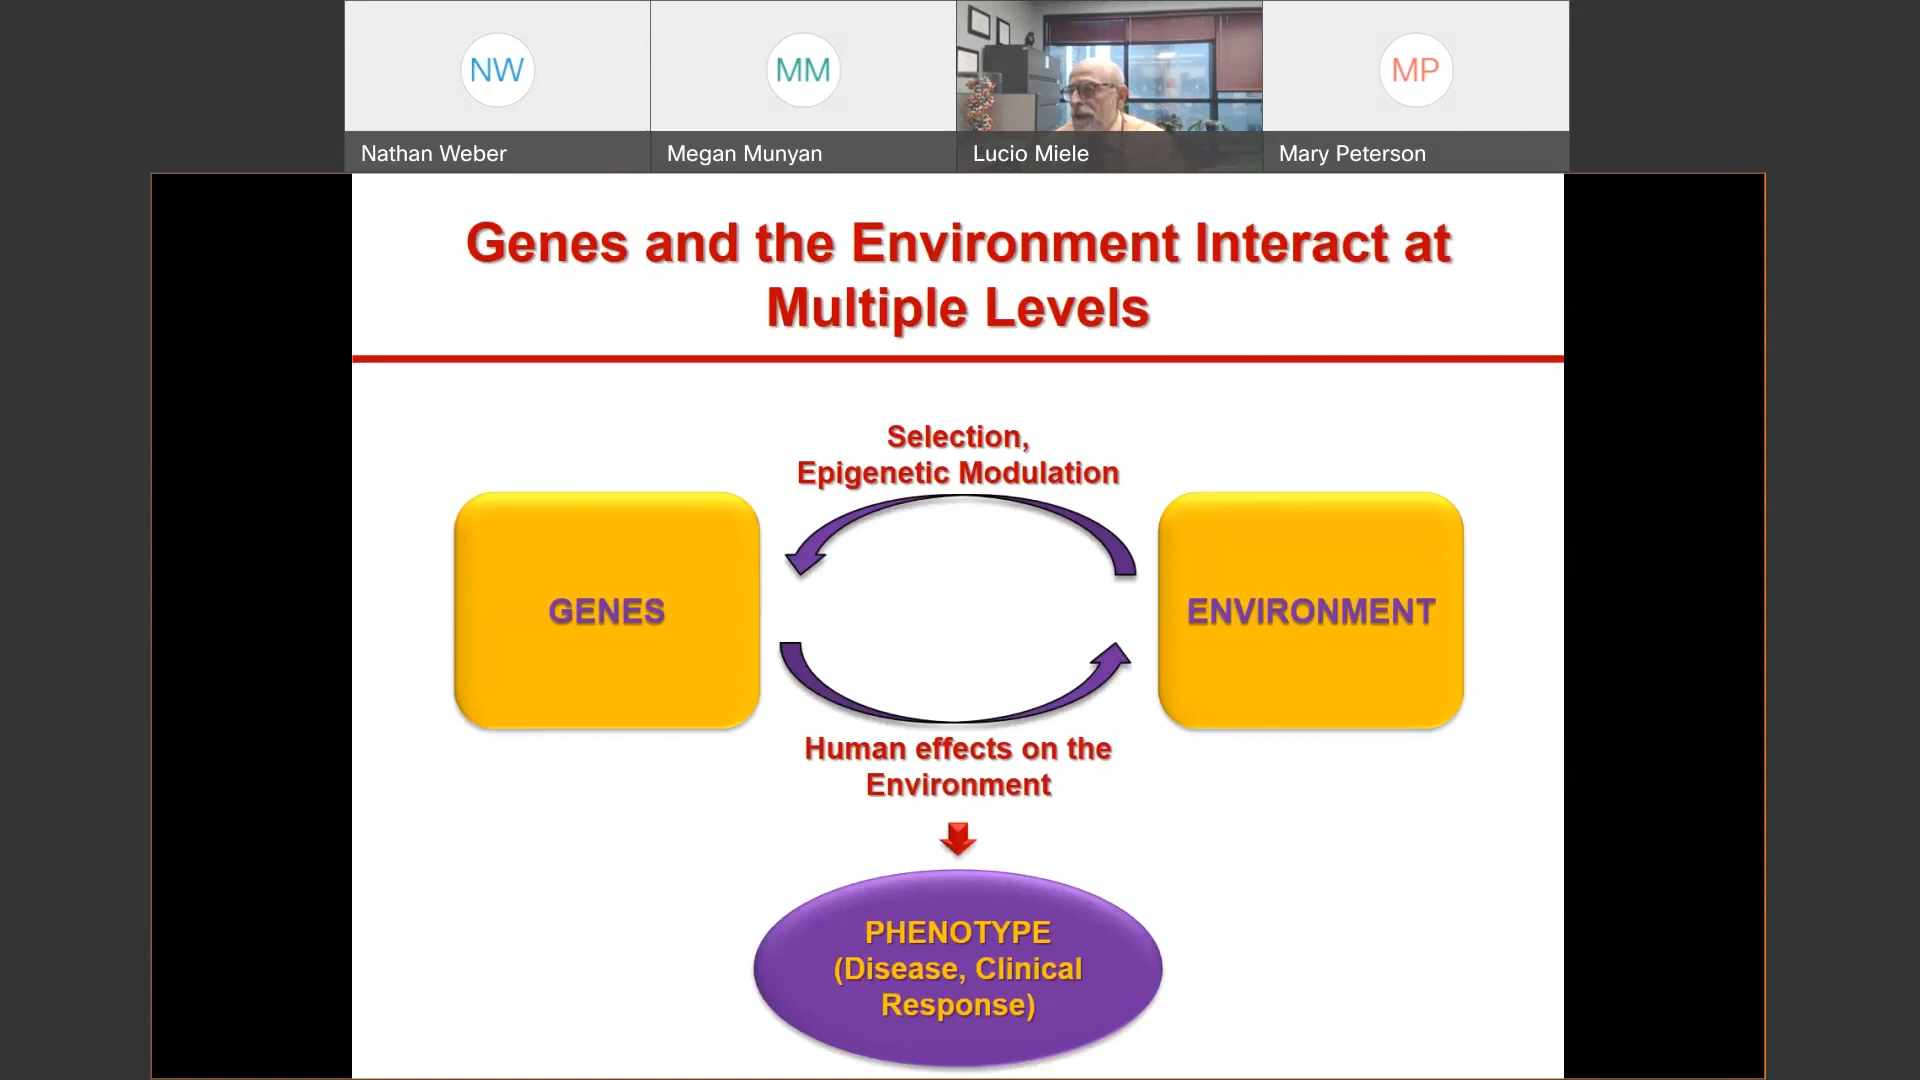 NW
MM
MP
Nathan Weber
Megan Munyan
Lucio Miele
Mary Peterson
Genes and the Environment Interact at
Multiple Levels
Selection,
Epigenetic Modulation
GENES
ENVIRONMENT
Human effects on the
Environment
PHENOTYPE
(Disease, Clinical
Response)